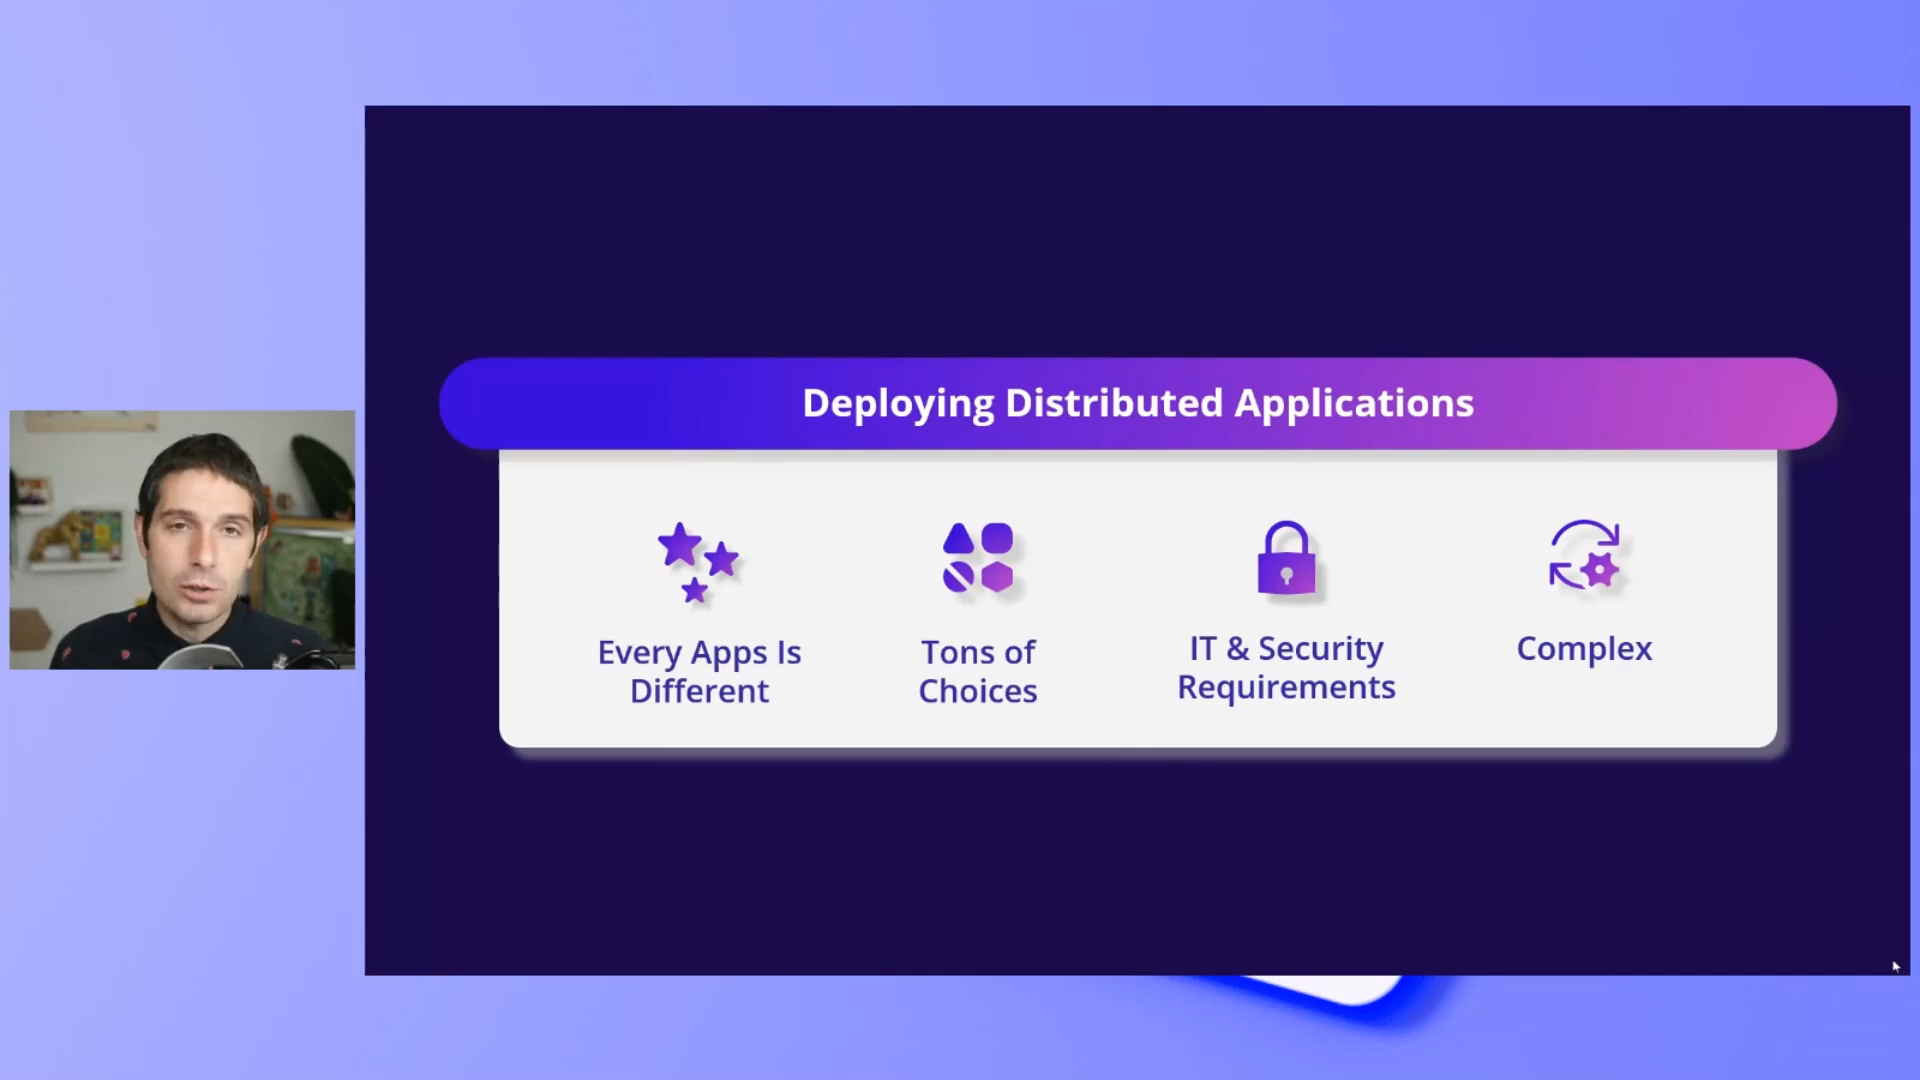 Deploying Distributed Applications
Every Apps Is
Different
Tons of
Choices
IT & Security
Requirements
Complex